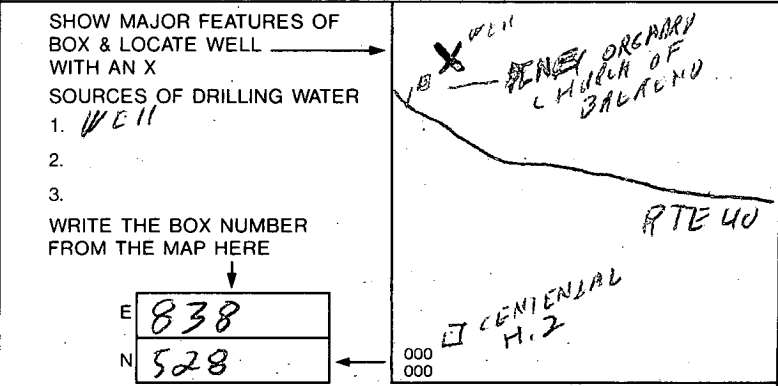 SHOW MAJOR FEATURES OF
BOX & LOCATE WELL
WITH AN X
SOURCES OF DRILLING WATER
1. WELL
2.
3.
WRITE THE BOX NUMBER
FROM THE MAP HERE
E 838
N 528
X WELL
ORCHARD
CHURCH OF
RTE 40
CENTENIAL
H.
000
000